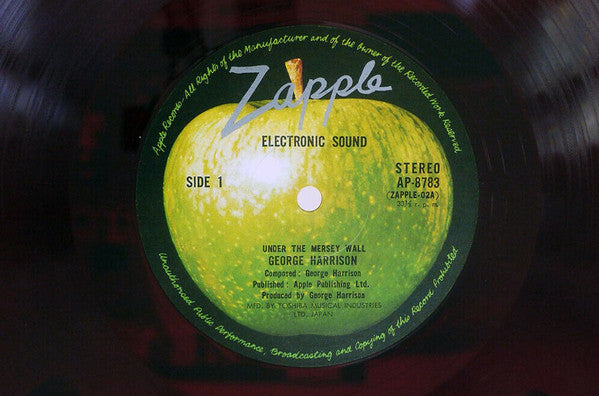 Apple Records · All Rights of the Manufacturer and of the Owner of the Recorded Work Reserved
Zapple
ELECTRONIC SOUND
SIDE 1
STEREO
AP-8783
(ZAPPLE-02A)
33⅓ r. p. m.
UNDER THE MERSEY WALL
GEORGE HARRISON
Composed: George Harrison
Published: Apple Publishing Ltd.
Produced by George Harrison
MFD. BY TOSHIBA MUSICAL INDUSTRIES
LTD. JAPAN
Unauthorised Public Performance, Broadcasting and Copying of this Record Prohibited